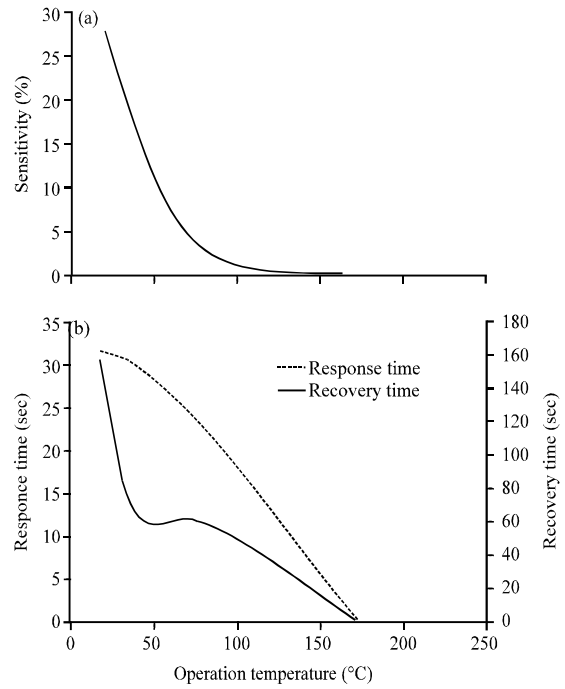 (a)
Sensitivity (%)
30
25
20
15
10
5
0
(b)
Responce time (sec)
35
30
25
20
15
10
5
0
Response time
Recovery time
180
160
140
120
100
80
60
40
20
0
Recovery time (sec)
0 50 100 150 200 250
Operation temperature (°C)